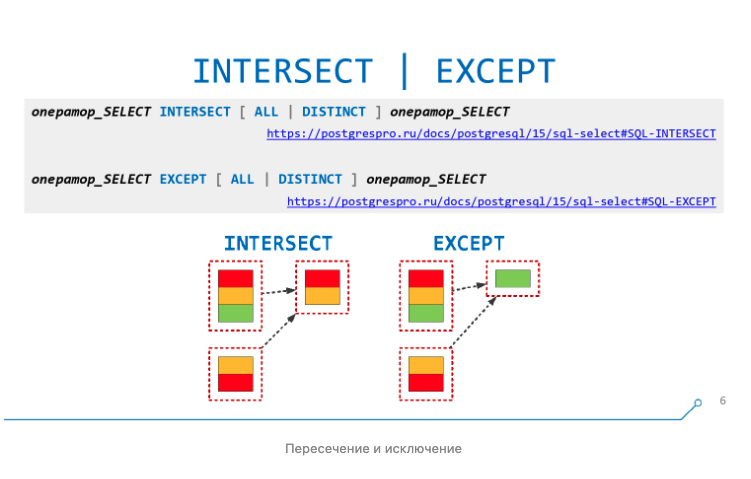 INTERSECT | EXCEPT
оператор_SELECT INTERSECT [ ALL | DISTINCT ] оператор_SELECT
https://postgrespro.ru/docs/postgresql/15/sql-select#SQL-INTERSECT
оператор_SELECT EXCEPT [ ALL | DISTINCT ] оператор_SELECT
https://postgrespro.ru/docs/postgresql/15/sql-select#SQL-EXCEPT
INTERSECT EXCEPT
6
Пересечение и исключение